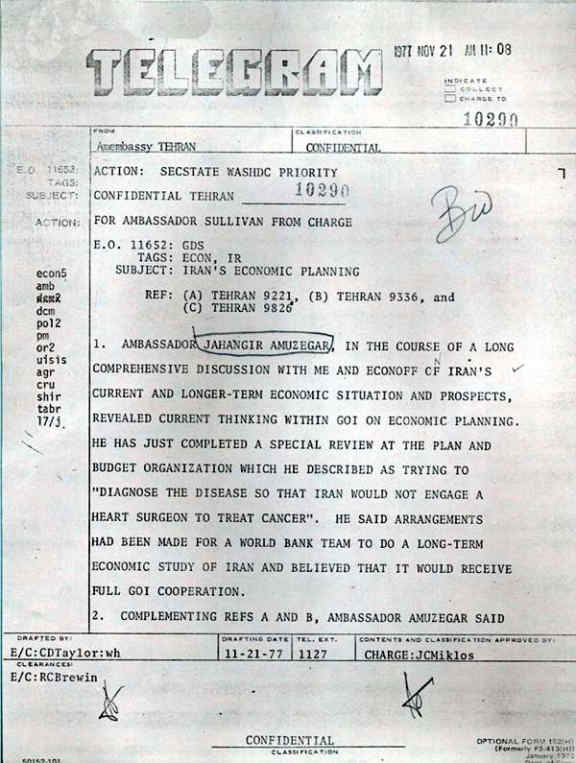 TELEGRAM
1977 NOV 21 AM 11:08
INDICATE
COLLECT
CHARGE TO
10290
FROM
Amembassy TEHRAN
CLASSIFICATION
CONFIDENTIAL
E.O. 11652:
TAGS:
SUBJECT:
ACTION:
ACTION: SECSTATE WASHDC PRIORITY
CONFIDENTIAL TEHRAN 10290
FOR AMBASSADOR SULLIVAN FROM CHARGE
E.O. 11652: GDS
TAGS: ECON, IR
SUBJECT: IRAN'S ECONOMIC PLANNING
REF: (A) TEHRAN 9221, (B) TEHRAN 9336, and
(C) TEHRAN 9826
econ5
amb
dcm
pol2
pm
or2
uisis
agr
cru
shir
tabr
17/j
1. AMBASSADOR JAHANGIR AMUZEGAR, IN THE COURSE OF A LONG
COMPREHENSIVE DISCUSSION WITH ME AND ECONOFF OF IRAN'S
CURRENT AND LONGER-TERM ECONOMIC SITUATION AND PROSPECTS,
REVEALED CURRENT THINKING WITHIN GOI ON ECONOMIC PLANNING.
HE HAS JUST COMPLETED A SPECIAL REVIEW AT THE PLAN AND
BUDGET ORGANIZATION WHICH HE DESCRIBED AS TRYING TO
"DIAGNOSE THE DISEASE SO THAT IRAN WOULD NOT ENGAGE A
HEART SURGEON TO TREAT CANCER". HE SAID ARRANGEMENTS
HAD BEEN MADE FOR A WORLD BANK TEAM TO DO A LONG-TERM
ECONOMIC STUDY OF IRAN AND BELIEVED THAT IT WOULD RECEIVE
FULL GOI COOPERATION.
2. COMPLEMENTING REFS A AND B, AMBASSADOR AMUZEGAR SAID
DRAFTED BY:
E/C:CDTaylor:wh
DRAFTING DATE
11-21-77
TEL. EXT.
1127
CONTENTS AND CLASSIFICATION APPROVED BY:
CHARGE:JCMiklos
CLEARANCES:
E/C:RCBrewin
CONFIDENTIAL
CLASSIFICATION
OPTIONAL FORM 152(H)
(Formerly FS-413(H))
January 1975
50152-101